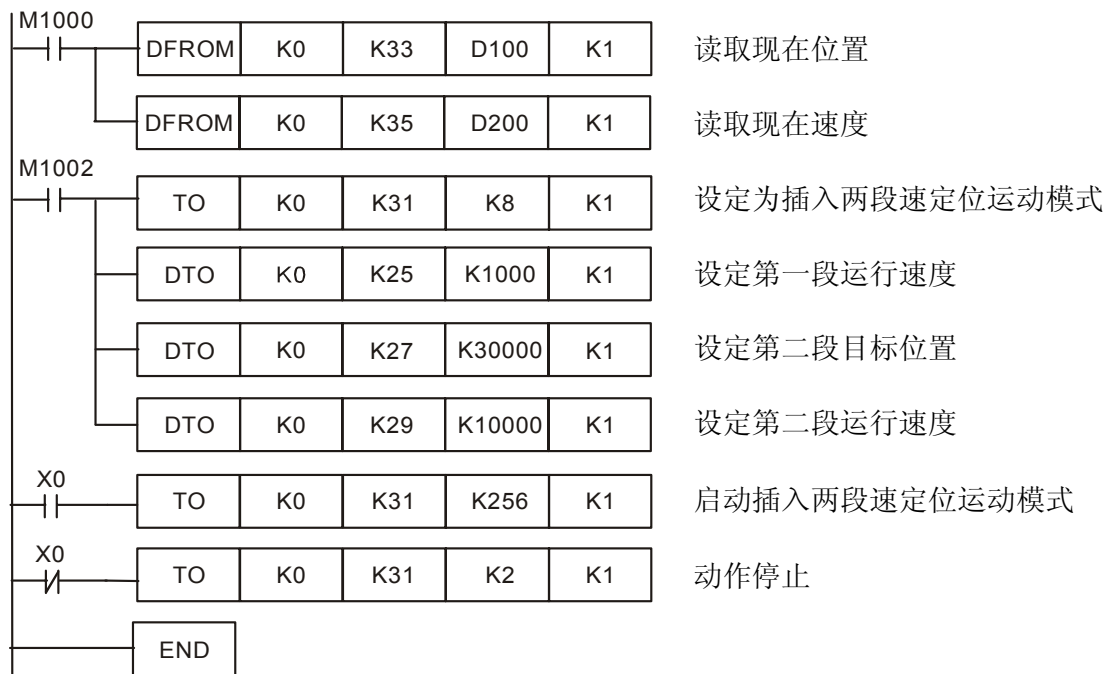 M1000
DFROM K0 K33 D100 K1 读取现在位置
DFROM K0 K35 D200 K1 读取现在速度
M1002
TO K0 K31 K8 K1 设定为插入两段速定位运动模式
DTO K0 K25 K1000 K1 设定第一段运行速度
DTO K0 K27 K30000 K1 设定第二段目标位置
DTO K0 K29 K10000 K1 设定第二段运行速度
X0
TO K0 K31 K256 K1 启动插入两段速定位运动模式
X0
TO K0 K31 K2 K1 动作停止
END